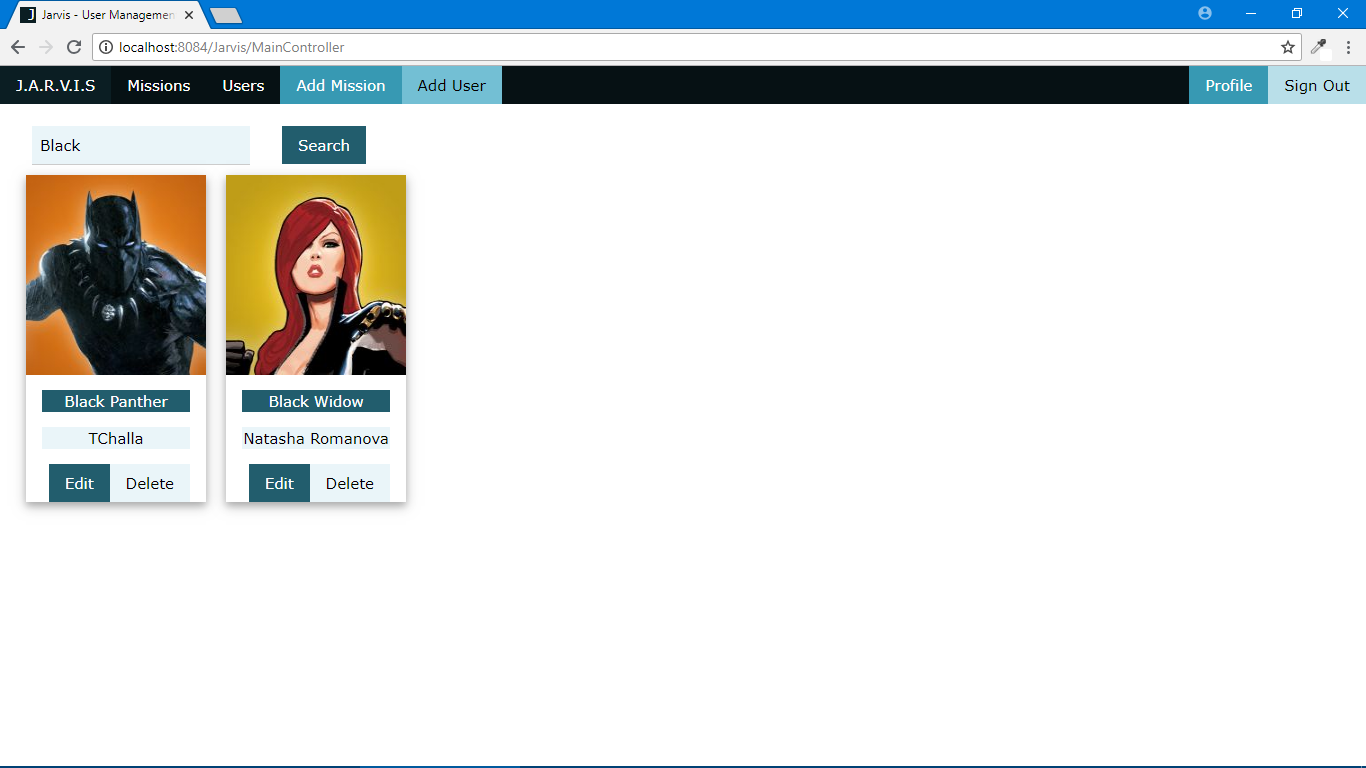 Jarvis - User Managemen
localhost:8084/Jarvis/MainController
J.A.R.V.I.S Missions Users Add Mission Add User Profile Sign Out
Black Search
Black Panther Black Widow
TChalla Natasha Romanova
Edit Delete Edit Delete